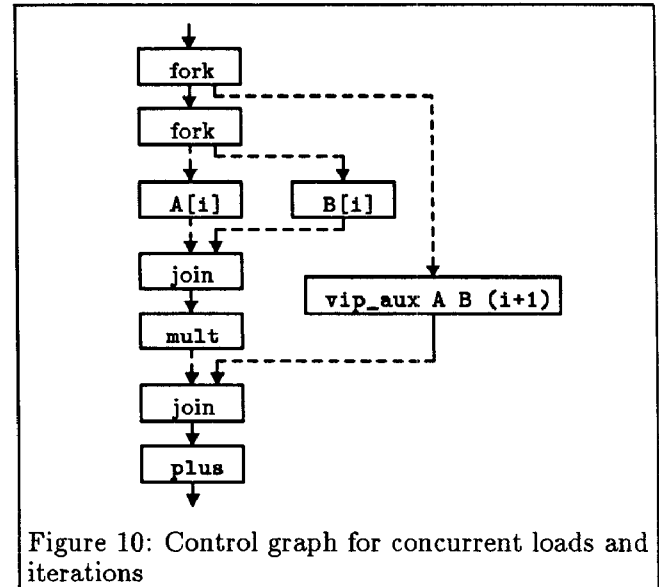 fork
fork
A[i]
B[i]
join
vip_aux A B (i+1)
mult
join
plus
Figure 10: Control graph for concurrent loads and
iterations